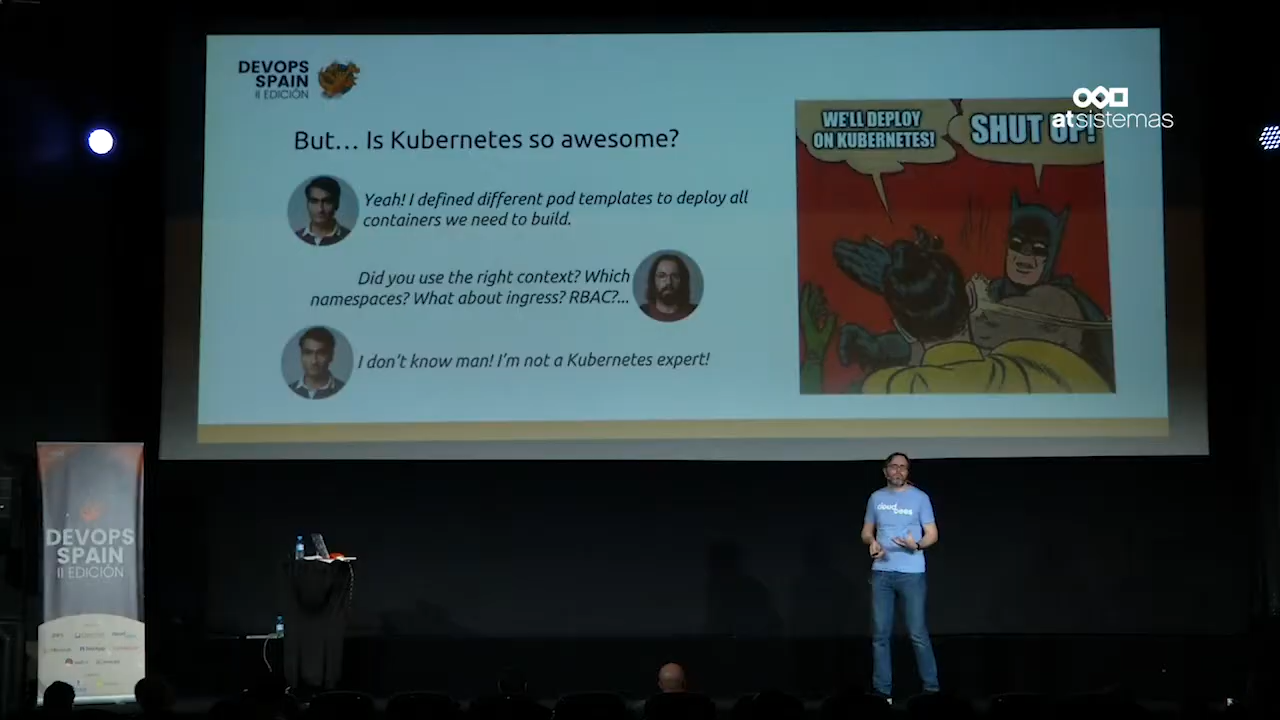 DEVOPS
SPAIN
II EDICIÓN
But... Is Kubernetes so awesome?
Yeah! I defined different pod templates to deploy all
containers we need to build.
Did you use the right context? Which
namespaces? What about ingress? RBAC?...
I don't know man! I'm not a Kubernetes expert!
WE'LL DEPLOY
ON KUBERNETES!
SHUT UP!
atsistemas
cloud
bees
DEVOPS
SPAIN
II EDICIÓN